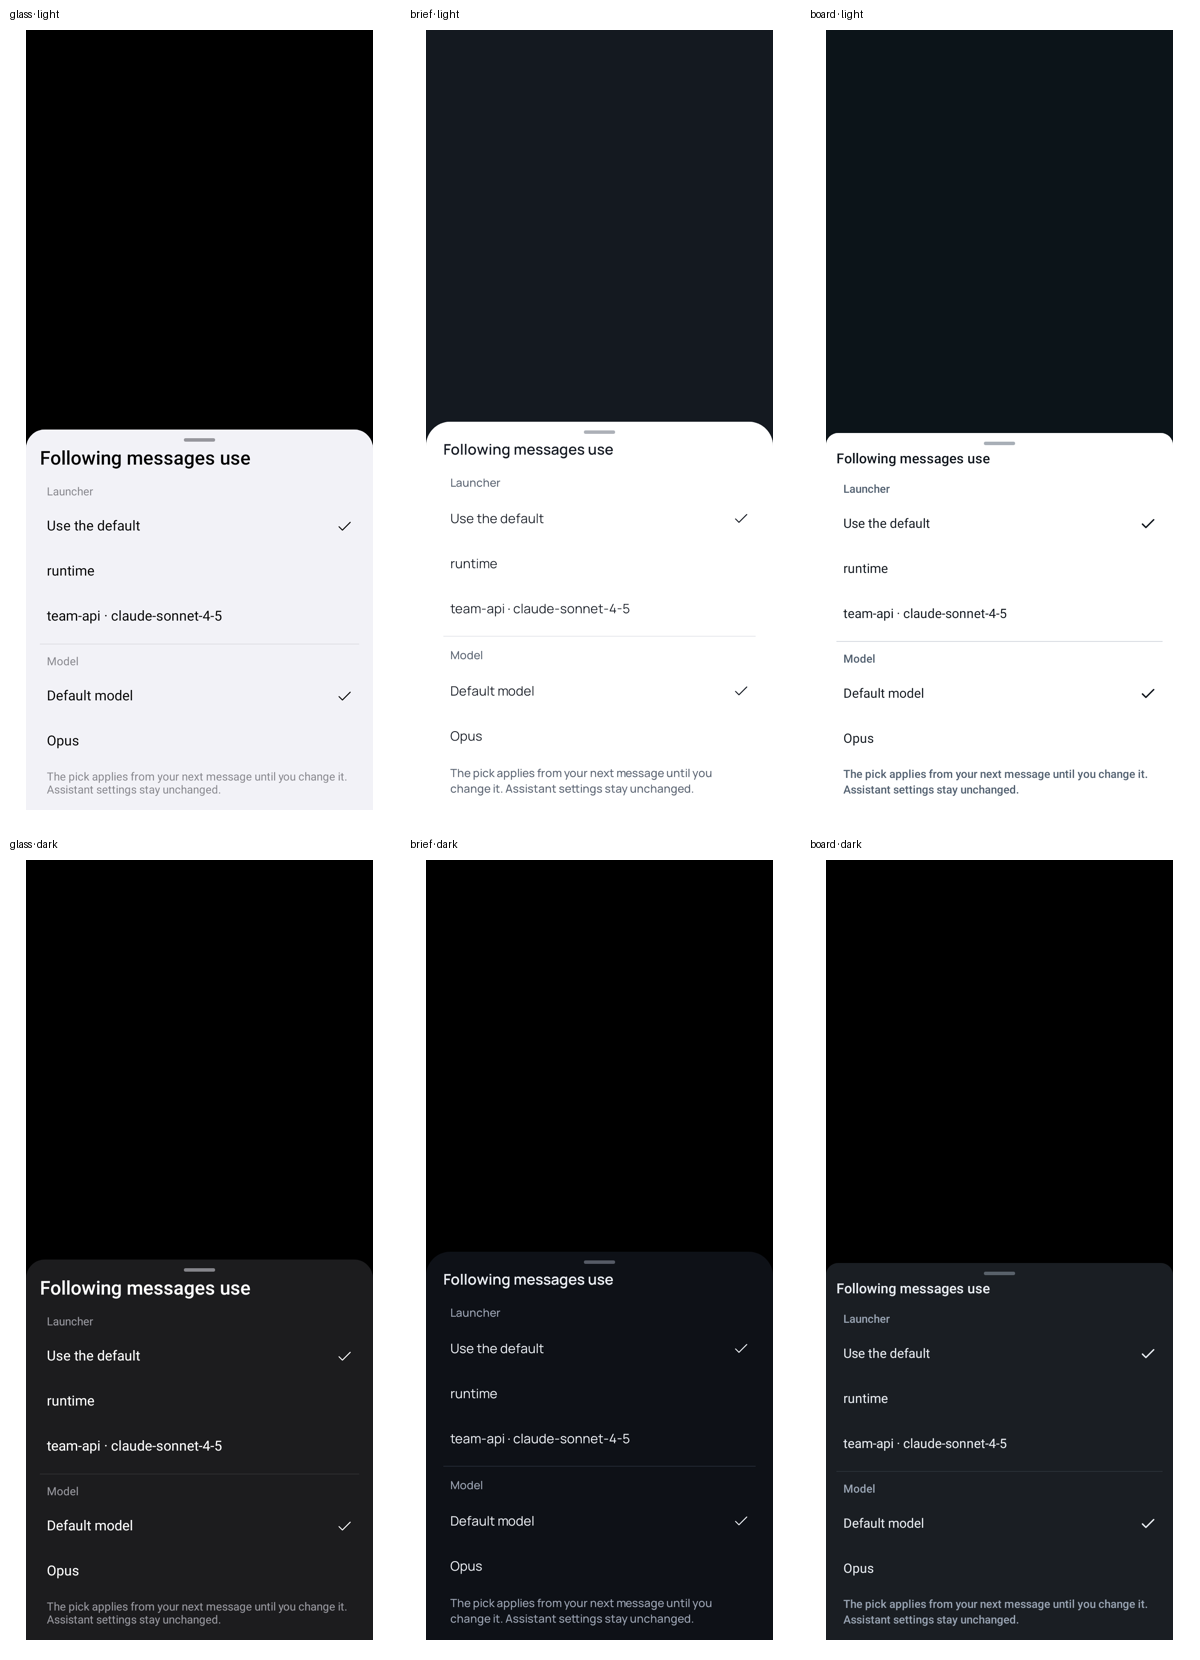 glass·light
Following messages use
Launcher
Use the default
runtime
team-api · claude-sonnet-4-5
Model
Default model
Opus
The pick applies from your next message until you change it.
Assistant settings stay unchanged.
brief·light
Following messages use
Launcher
Use the default
runtime
team-api · claude-sonnet-4-5
Model
Default model
Opus
The pick applies from your next message until you
change it. Assistant settings stay unchanged.
board·light
Following messages use
Launcher
Use the default
runtime
team-api · claude-sonnet-4-5
Model
Default model
Opus
The pick applies from your next message until you change it.
Assistant settings stay unchanged.
glass·dark
Following messages use
Launcher
Use the default
runtime
team-api · claude-sonnet-4-5
Model
Default model
Opus
The pick applies from your next message until you change it.
Assistant settings stay unchanged.
brief·dark
Following messages use
Launcher
Use the default
runtime
team-api · claude-sonnet-4-5
Model
Default model
Opus
The pick applies from your next message until you
change it. Assistant settings stay unchanged.
board·dark
Following messages use
Launcher
Use the default
runtime
team-api · claude-sonnet-4-5
Model
Default model
Opus
The pick applies from your next message until you change it.
Assistant settings stay unchanged.